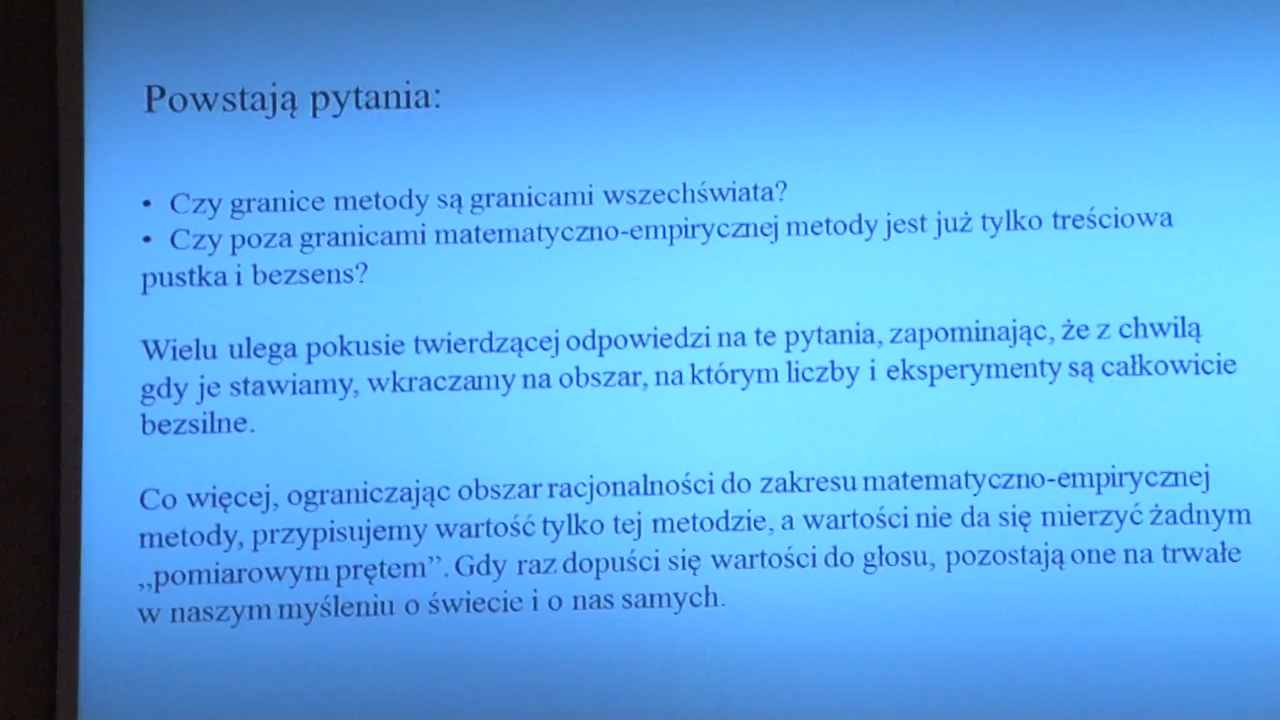 Powstają pytania:
• Czy granice metody są granicami wszechświata?
• Czy poza granicami matematyczno-empirycznej metody jest już tylko treściowa
pustka i bezsens?
Wielu ulega pokusie twierdzącej odpowiedzi na te pytania, zapominając, że z chwilą
gdy je stawiamy, wkraczamy na obszar, na którym liczby i eksperymenty są całkowicie
bezsilne.
Co więcej, ograniczając obszar racjonalności do zakresu matematyczno-empirycznej
metody, przypisujemy wartość tylko tej metodzie, a wartości nie da się mierzyć żadnym
„pomiarowym prętem”. Gdy raz dopuści się wartości do głosu, pozostają one na trwałe
w naszym myśleniu o świecie i o nas samych.